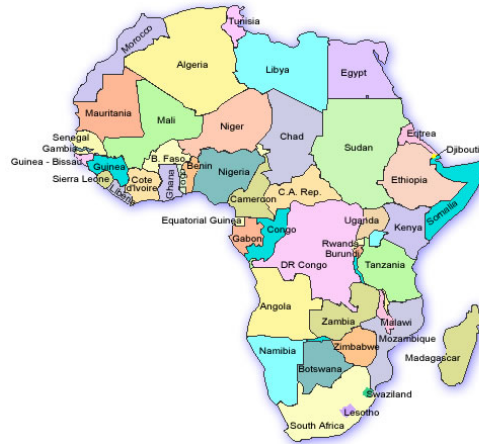 Tunisia
Morocco
Algeria
Libya
Egypt
Mauritania
Mali
Niger
Chad
Sudan
Eritrea
Djibouti
Senegal
Gambia
Guinea - Bissau
Guinea
Sierra Leone
Liberia
Cote
d'Ivoire
B. Faso
Ghana
Togo
Benin
Nigeria
Cameroon
C.A. Rep.
Ethiopia
Somalia
Equatorial Guinea
Gabon
Congo
DR Congo
Uganda
Kenya
Rwanda
Burundi
Tanzania
Angola
Zambia
Malawi
Mozambique
Madagascar
Zimbabwe
Namibia
Botswana
Swaziland
Lesotho
South Africa